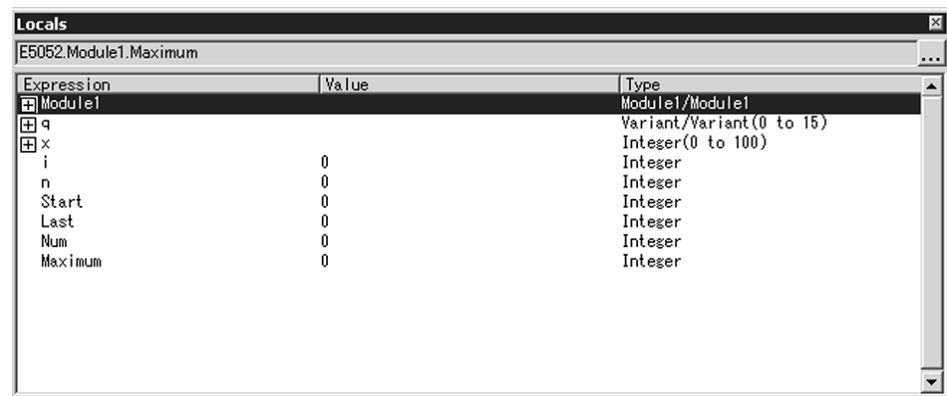 Locals
E5052.Module1.Maximum
...
Expression Value Type
Module1 Module1/Module1
q Variant/Variant(0 to 15)
x Integer(0 to 100)
i 0 Integer
n 0 Integer
Start 0 Integer
Last 0 Integer
Num 0 Integer
Maximum 0 Integer